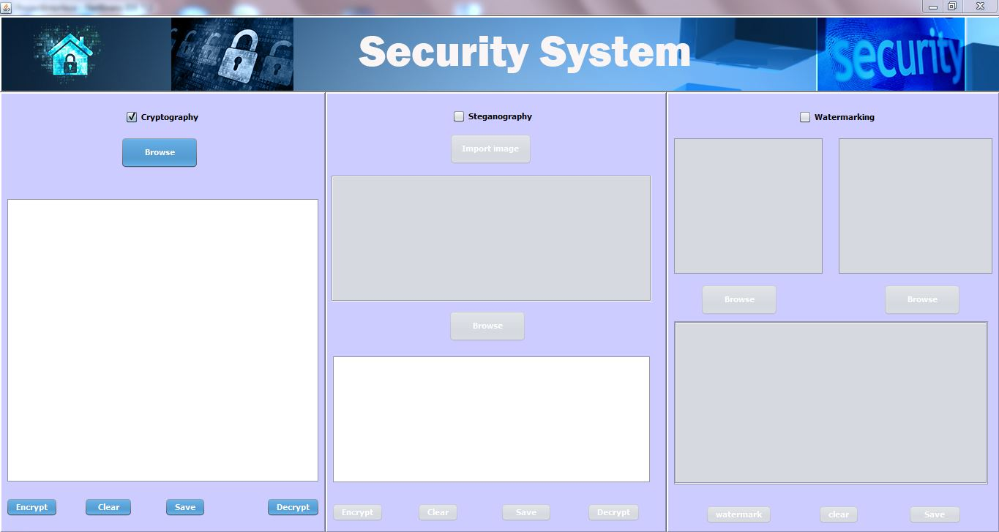 Security System
security
Cryptography
Browse
Encrypt
Clear
Save
Decrypt
Steganography
Import image
Browse
Encrypt
Clear
Save
Decrypt
Watermarking
Browse
Browse
watermark
clear
Save